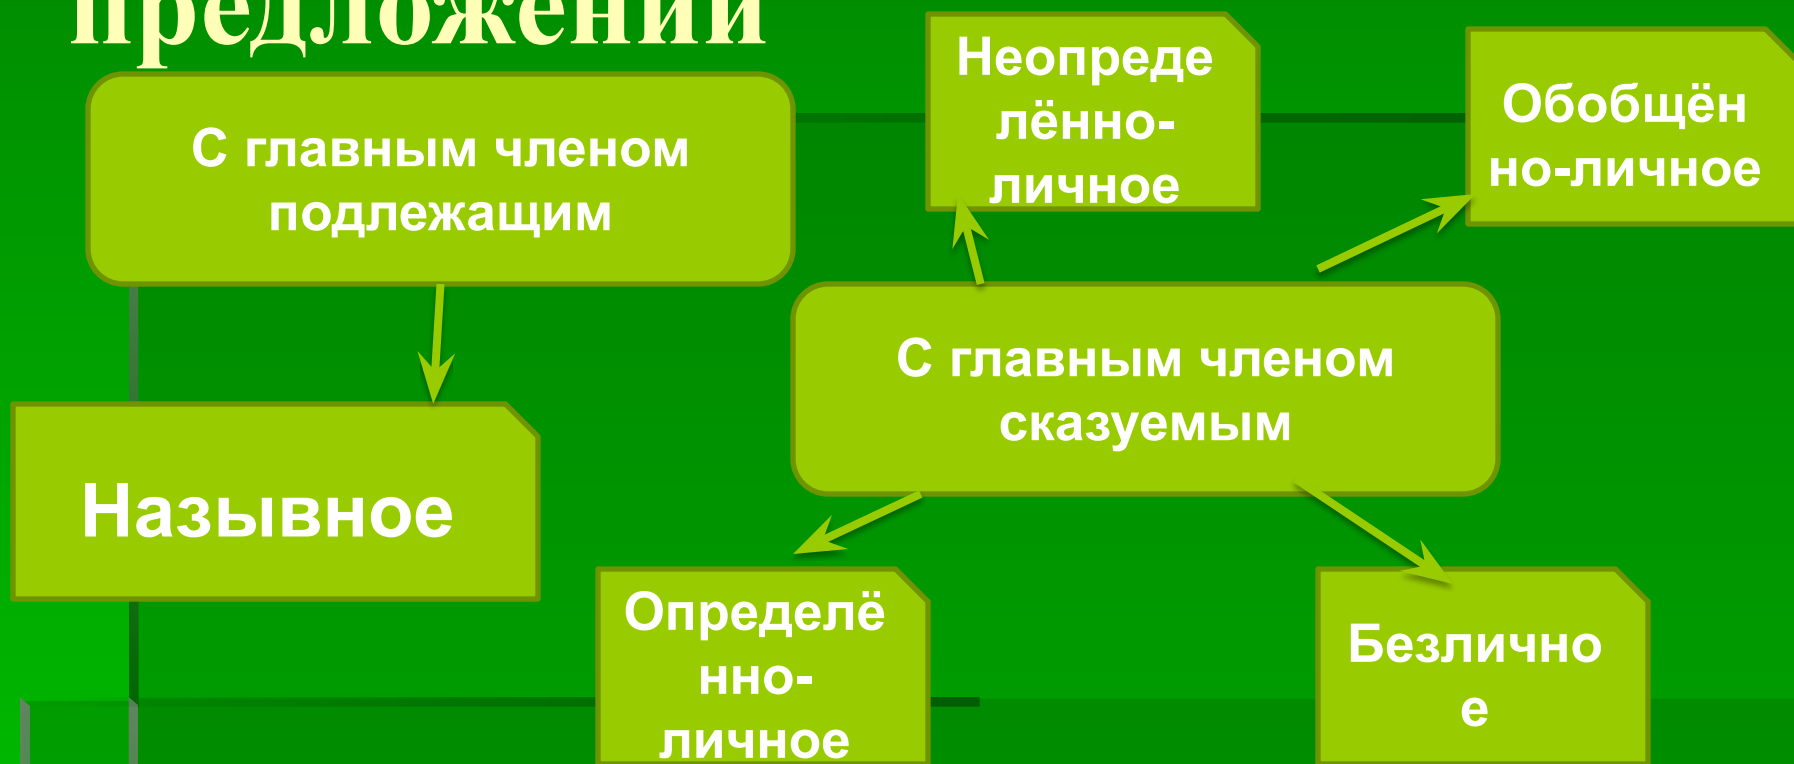 предложений
С главным членом
подлежащим
Неопреде
лённо-
личное
Обобщён
но-личное
С главным членом
сказуемым
Назывное
Определё
нно-
личное
Безлично
е